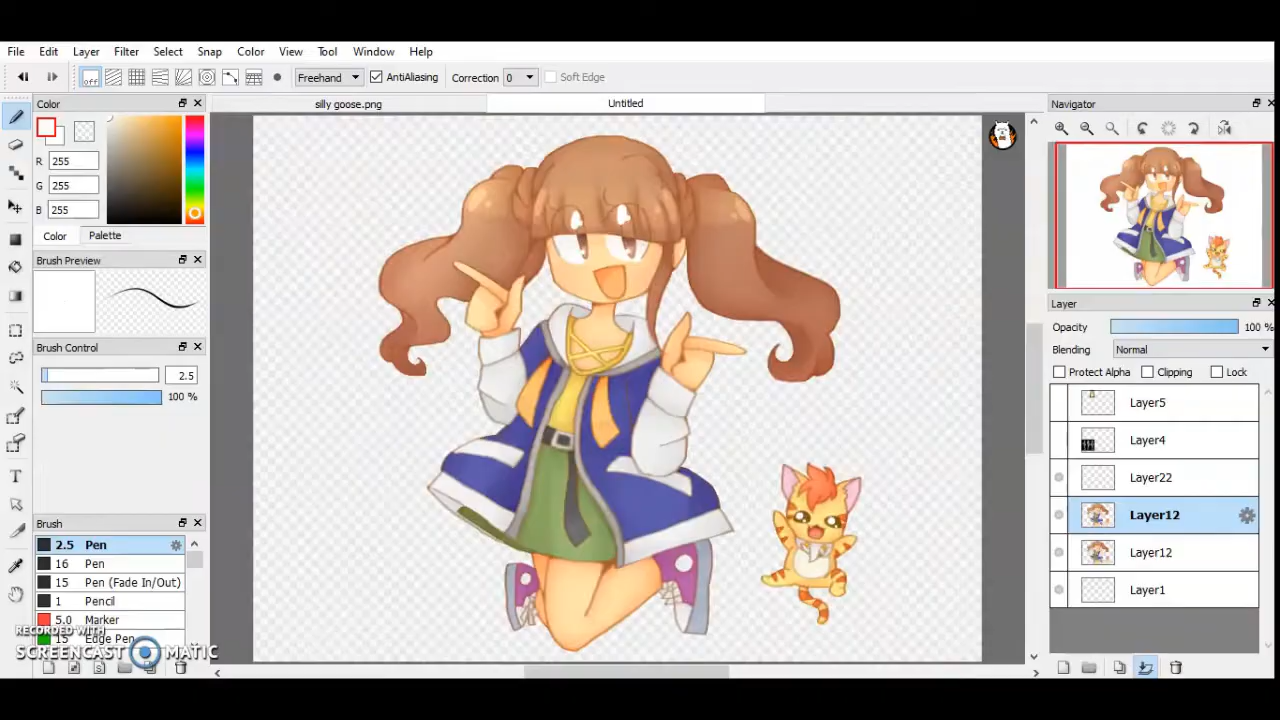 File Edit Layer Filter Select Snap Color View Tool Window Help
off Freehand AntiAliasing Correction 0 Soft Edge
Color
silly goose.png Untitled
Navigator
R 255
G 255
B 255
Color Palette
Brush Preview
Brush Control
2.5
100 %
Layer
Opacity 100 %
Blending Normal
Protect Alpha Clipping Lock
Layer5
Layer4
Layer22
Layer12
Layer12
Layer1
Brush
2.5 Pen
16 Pen
15 Pen (Fade In/Out)
1 Pencil
5.0 Marker
15 Edge Pen
RECORDED WITH
SCREENCAST MATIC